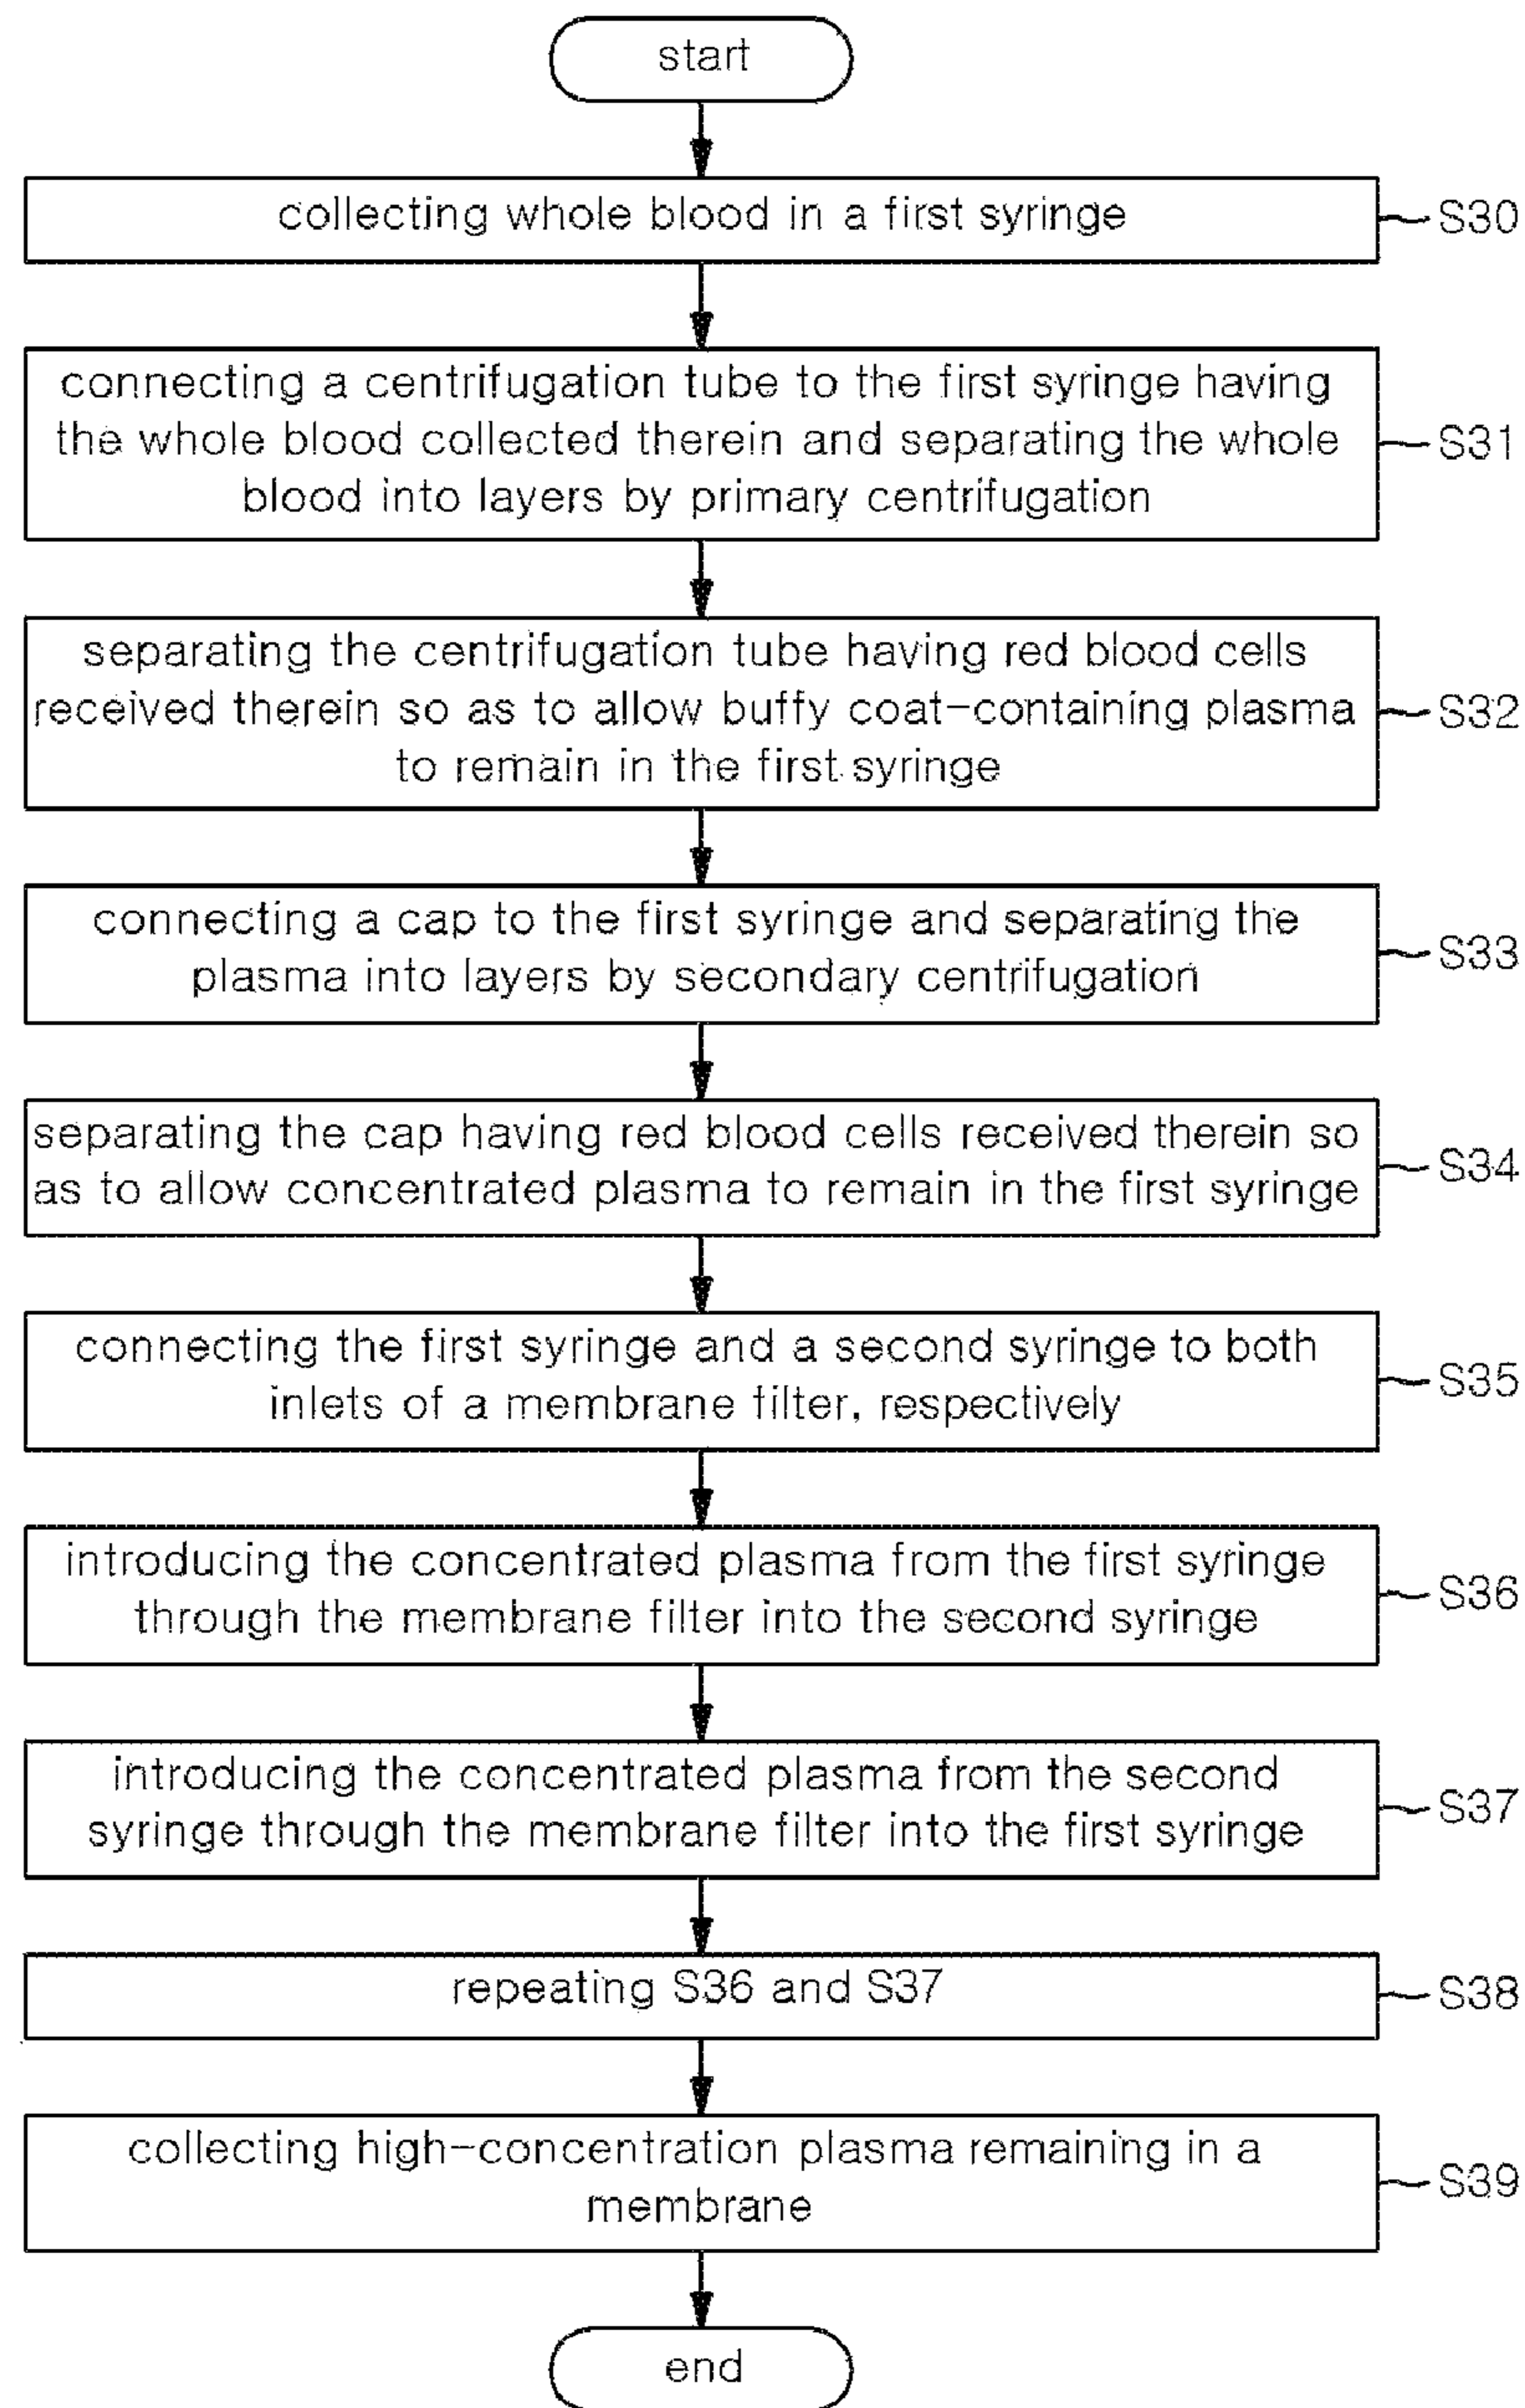 start
collecting whole blood in a first syringe
S30
connecting a centrifugation tube to the first syringe having
the whole blood collected therein and separating the whole
blood into layers by primary centrifugation
S31
separating the centrifugation tube having red blood cells
received therein so as to allow buffy coat-containing plasma
to remain in the first syringe
S32
connecting a cap to the first syringe and separating the
plasma into layers by secondary centrifugation
S33
separating the cap having red blood cells received therein so
as to allow concentrated plasma to remain in the first syringe
S34
connecting the first syringe and a second syringe to both
inlets of a membrane filter, respectively
S35
introducing the concentrated plasma from the first syringe
through the membrane filter into the second syringe
S36
introducing the concentrated plasma from the second
syringe through the membrane filter into the first syringe
S37
repeating S36 and S37
S38
collecting high-concentration plasma remaining in a
membrane
S39
end